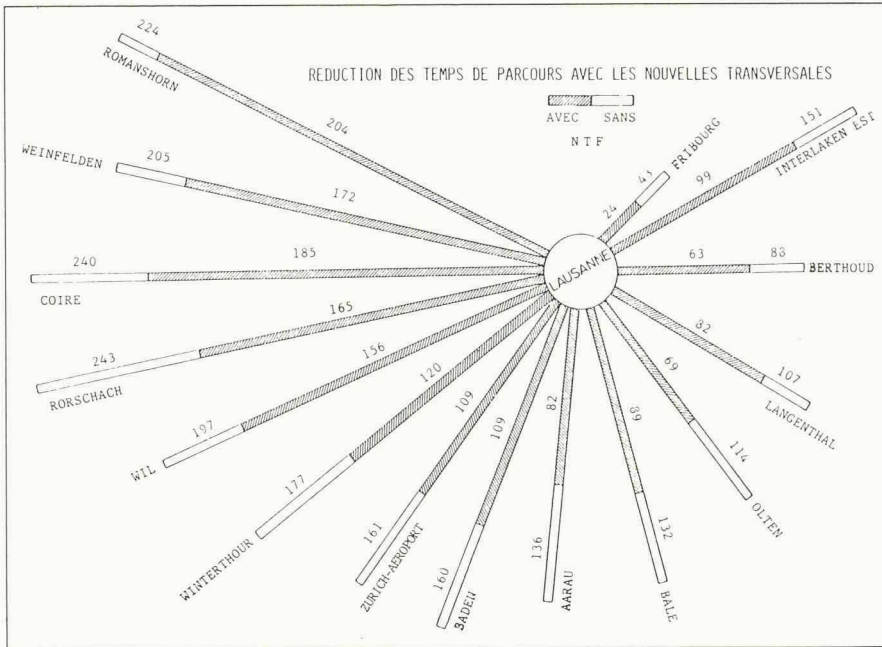 REDUCTION DES TEMPS DE PARCOURS AVEC LES NOUVELLES TRANSVERSALES
AVEC SANS
NTF
LAUSANNE
224
204
ROMANSHORN
205
172
WEINFELDEN
240
185
COIRE
243
165
RORSCHACH
197
156
WIL
177
120
WINTERTHOUR
161
109
ZURICH-AEROPORT
160
109
BADEN
136
82
AARAU
132
89
BALE
114
69
OLTEN
107
82
LANGENTHAL
83
63
BERTHOUD
151
99
INTERLAKEN EST
24
FRIBOURG